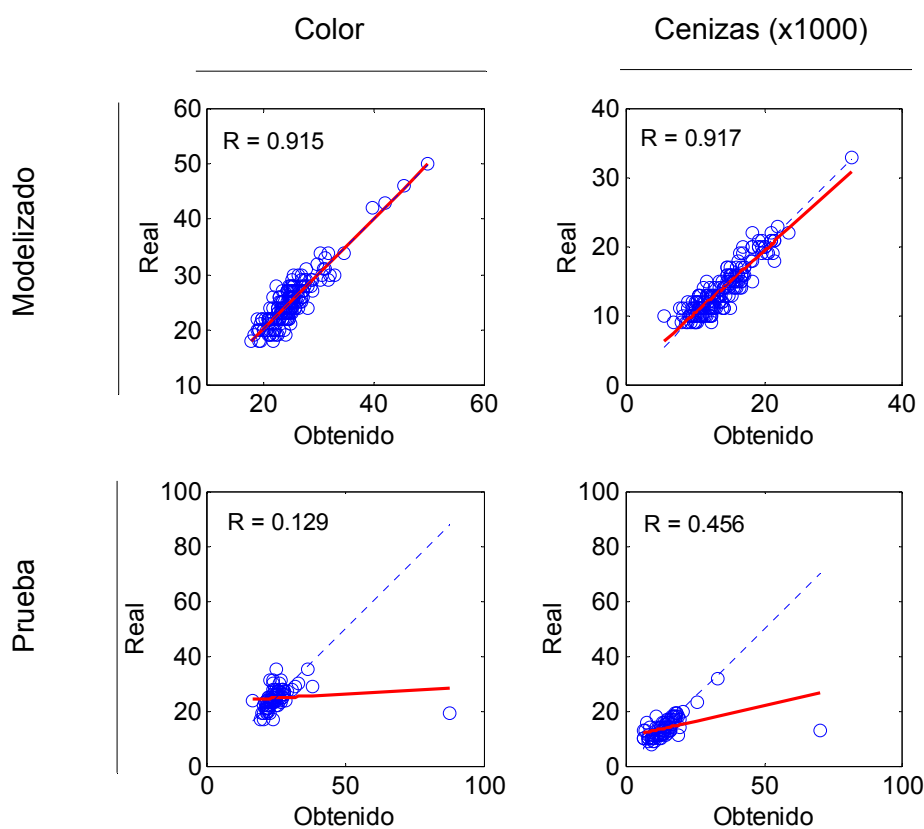 Color
Cenizas (x1000)
Modelizado
R = 0.915
Real
60
50
40
30
20
10
20
40
60
Obtenido
R = 0.917
Real
40
30
20
10
0
0
20
40
Obtenido
Prueba
R = 0.129
Real
100
80
60
40
20
0
0
50
100
Obtenido
R = 0.456
Real
100
80
60
40
20
0
0
50
100
Obtenido